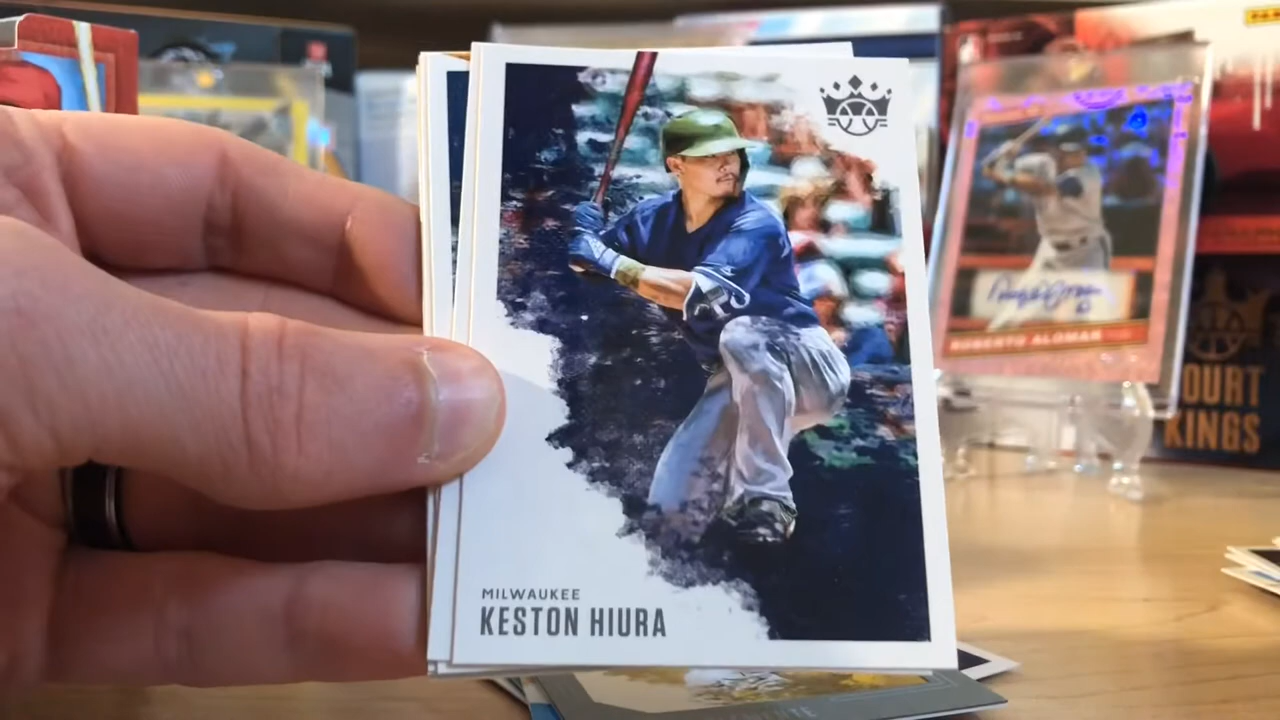 MILWAUKEE
KESTON HIURA
ROBERTO ALOMAR
OURT
KINGS